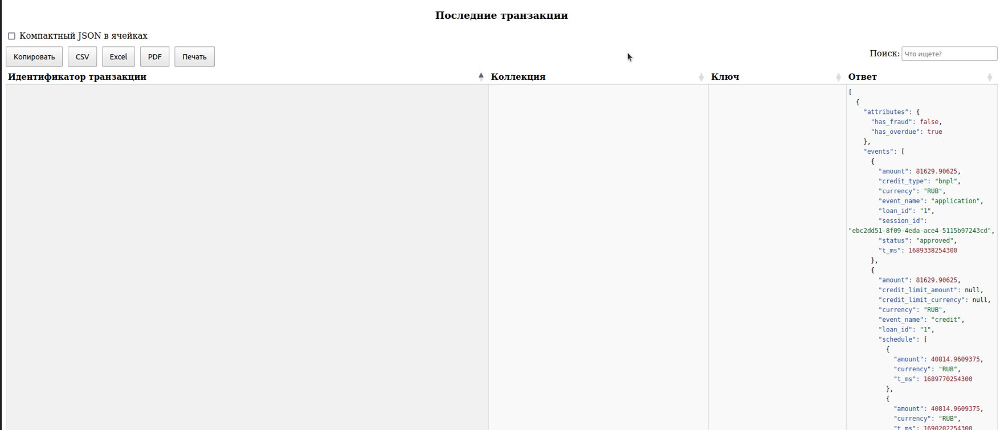 Последние транзакции
Компактный JSON в ячейках
Копировать CSV Excel PDF Печать Поиск: Что ищете?
Идентификатор транзакции Коллекция Ключ Ответ
[
{
"attributes": {
"has_fraud": false,
"has_overdue": true
},
"events": [
{
"amount": 81629.90625,
"credit_type": "bnpl",
"currency": "RUB",
"event_name": "application",
"loan_id": "1",
"session_id":
"ebc2dd51-8f09-4eda-ace4-5115b97243cd",
"status": "approved",
"t_ms": 1689338254300
},
{
"amount": 81629.90625,
"credit_limit_amount": null,
"credit_limit_currency": null,
"currency": "RUB",
"event_name": "credit",
"loan_id": "1",
"schedule": [
{
"amount": 40814.9609375,
"currency": "RUB",
"t_ms": 1689770254300
},
{
"amount": 40814.9609375,
"currency": "RUB",
"t_ms": 1690202254300